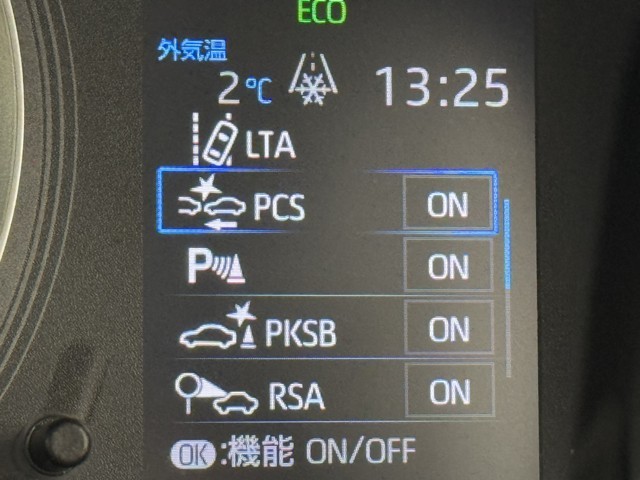 ECO
外気温
2℃ 13:25
LTA
PCS ON
P ON
PKSB ON
RSA ON
OK:機能 ON/OFF